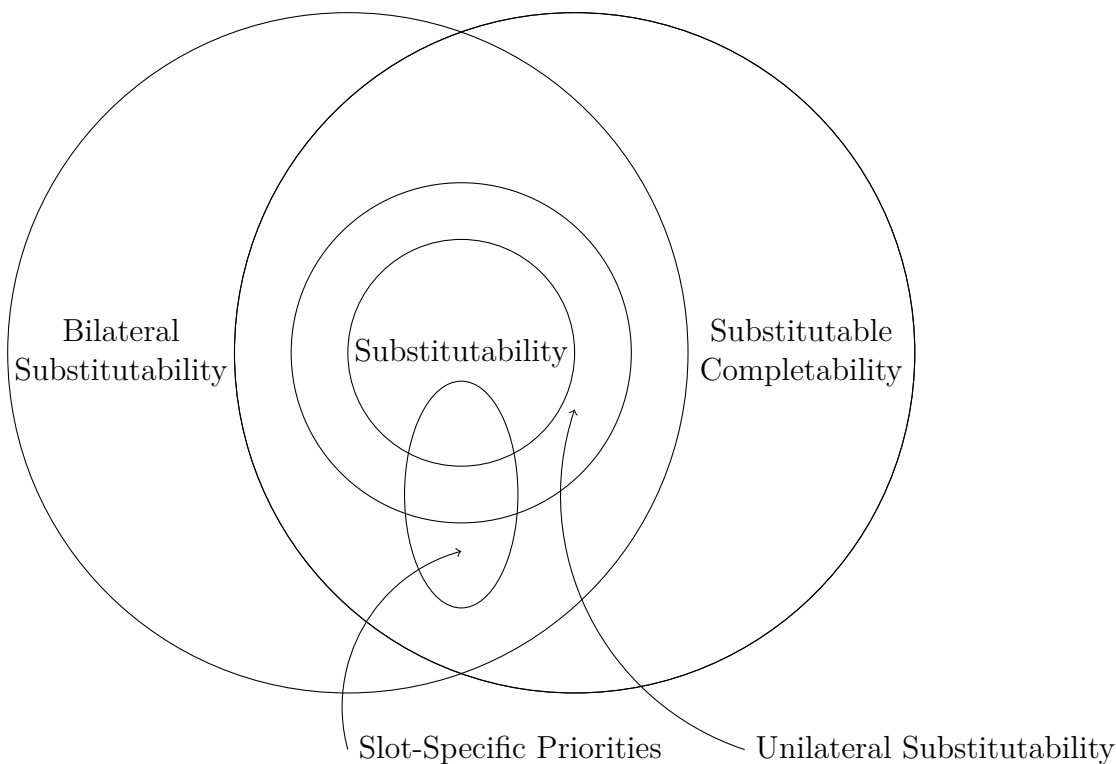 Bilateral
Substitutability
Substitutability
Substitutable
Completability
Slot-Specific Priorities
Unilateral Substitutability